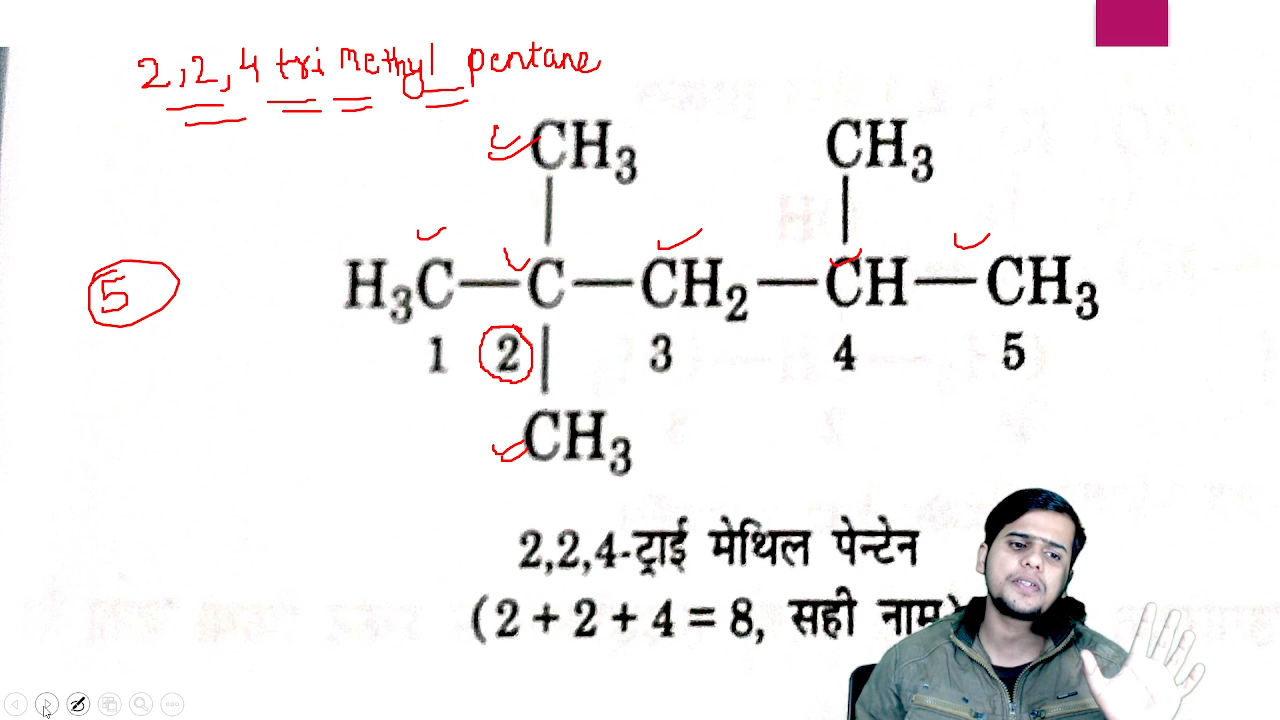 2,2,4 tri methyl pentane
CH₃ CH₃
5
H₃C—C—CH₂—CH—CH₃
1 2 3 4 5
CH₃
2,2,4-ट्राई मेथिल पेन्टेन
(2 + 2 + 4 = 8, सही नाम)